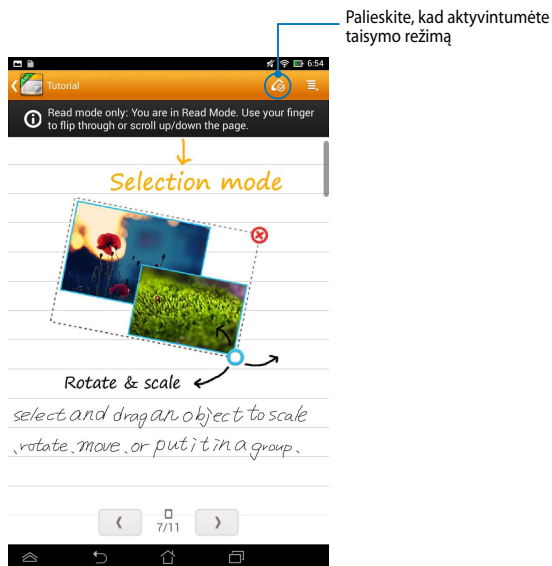 Palieskite, kad aktyvintumėte
taisymo režimą
6:54
Tutorial
Read mode only: You are in Read Mode. Use your finger
to flip through or scroll up/down the page.
Selection mode
Rotate & scale
select and drag an object to scale
、rotate、move、or put it in a group、
7/11